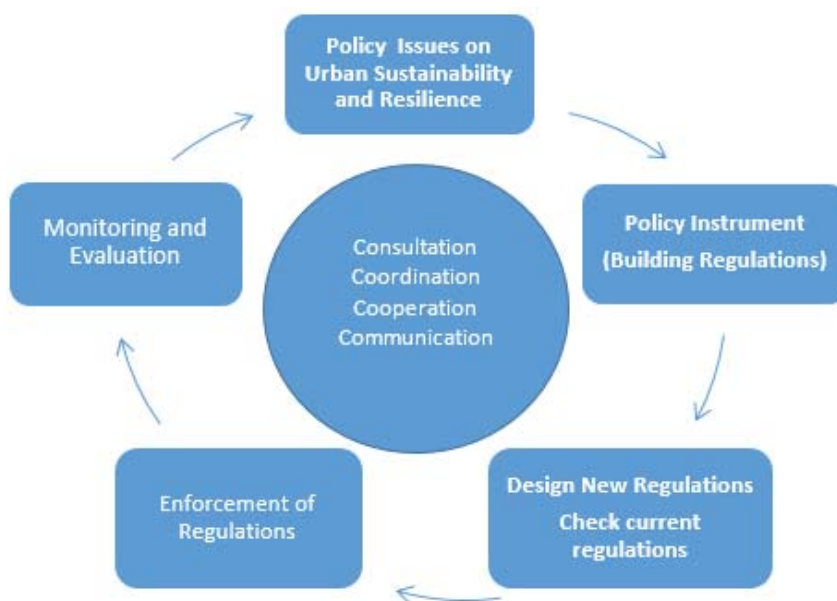 Policy Issues on
Urban Sustainability
and Resilience
Policy Instrument
(Building Regulations)
Design New Regulations
Check current
regulations
Enforcement of
Regulations
Monitoring and
Evaluation
Consultation
Coordination
Cooperation
Communication